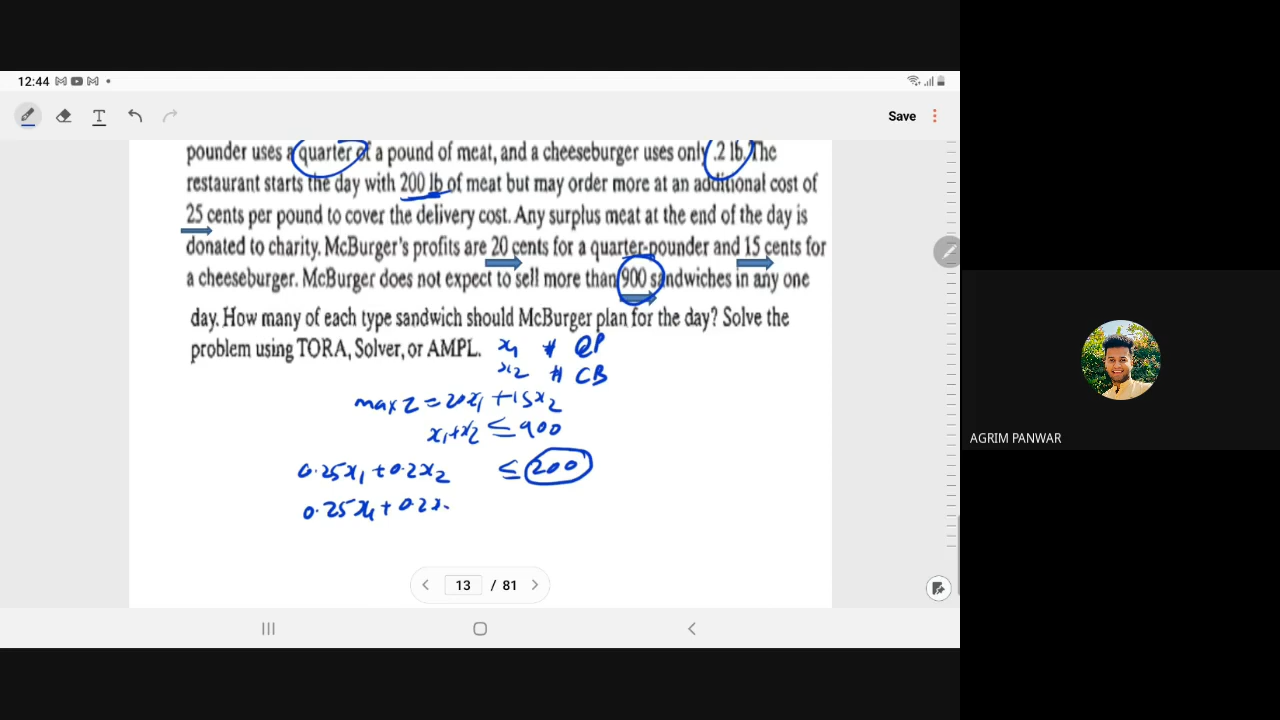 12:44
Save
pounder uses a quarter of a pound of meat, and a cheeseburger uses only .2 lb. The
restaurant starts the day with 200 lb of meat but may order more at an additional cost of
25 cents per pound to cover the delivery cost. Any surplus meat at the end of the day is
donated to charity. McBurger's profits are 20 cents for a quarter-pounder and 15 cents for
a cheeseburger. McBurger does not expect to sell more than 900 sandwiches in any one
day. How many of each type sandwich should McBurger plan for the day? Solve the
problem using TORA, Solver, or AMPL.
x1 # QP
x2 # CB
max Z = 20x1 + 15x2
x1+x2 ≤ 900
0.25x1 + 0.2x2 ≤ 200
0.25x1 + 0.2x
13 / 81
AGRIM PANWAR